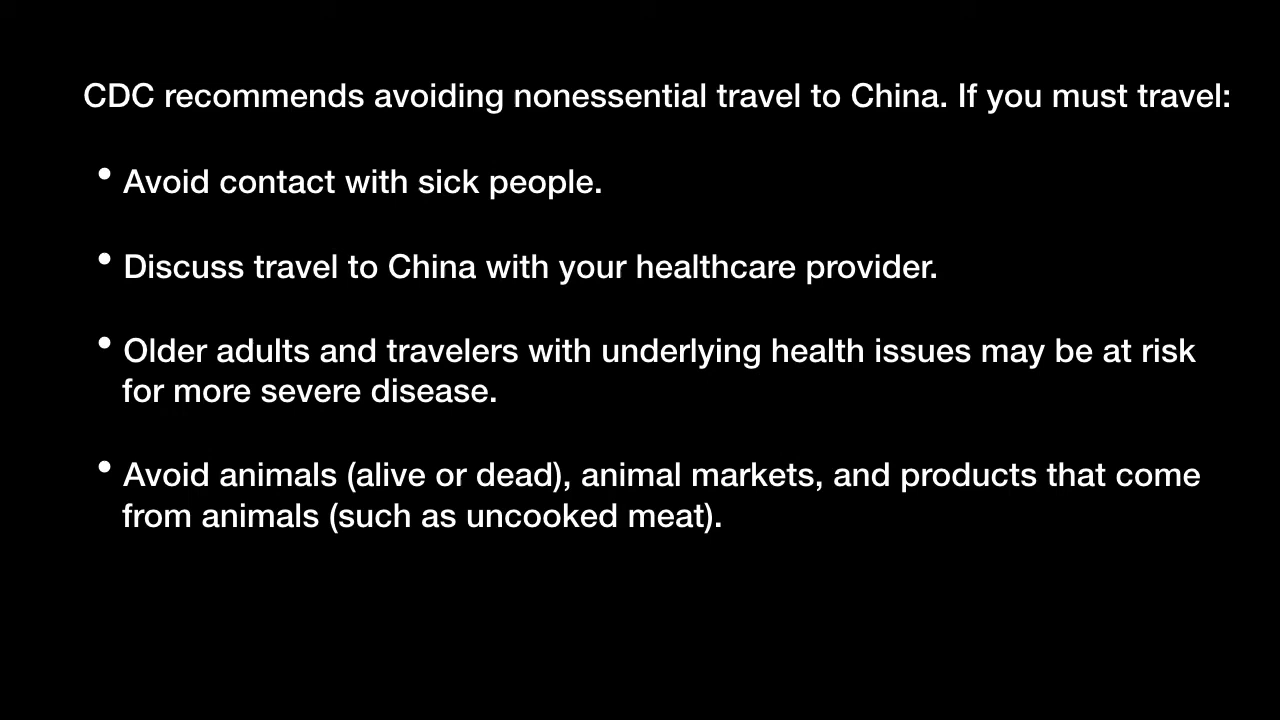 CDC recommends avoiding nonessential travel to China. If you must travel:
• Avoid contact with sick people.
• Discuss travel to China with your healthcare provider.
• Older adults and travelers with underlying health issues may be at risk
for more severe disease.
• Avoid animals (alive or dead), animal markets, and products that come
from animals (such as uncooked meat).